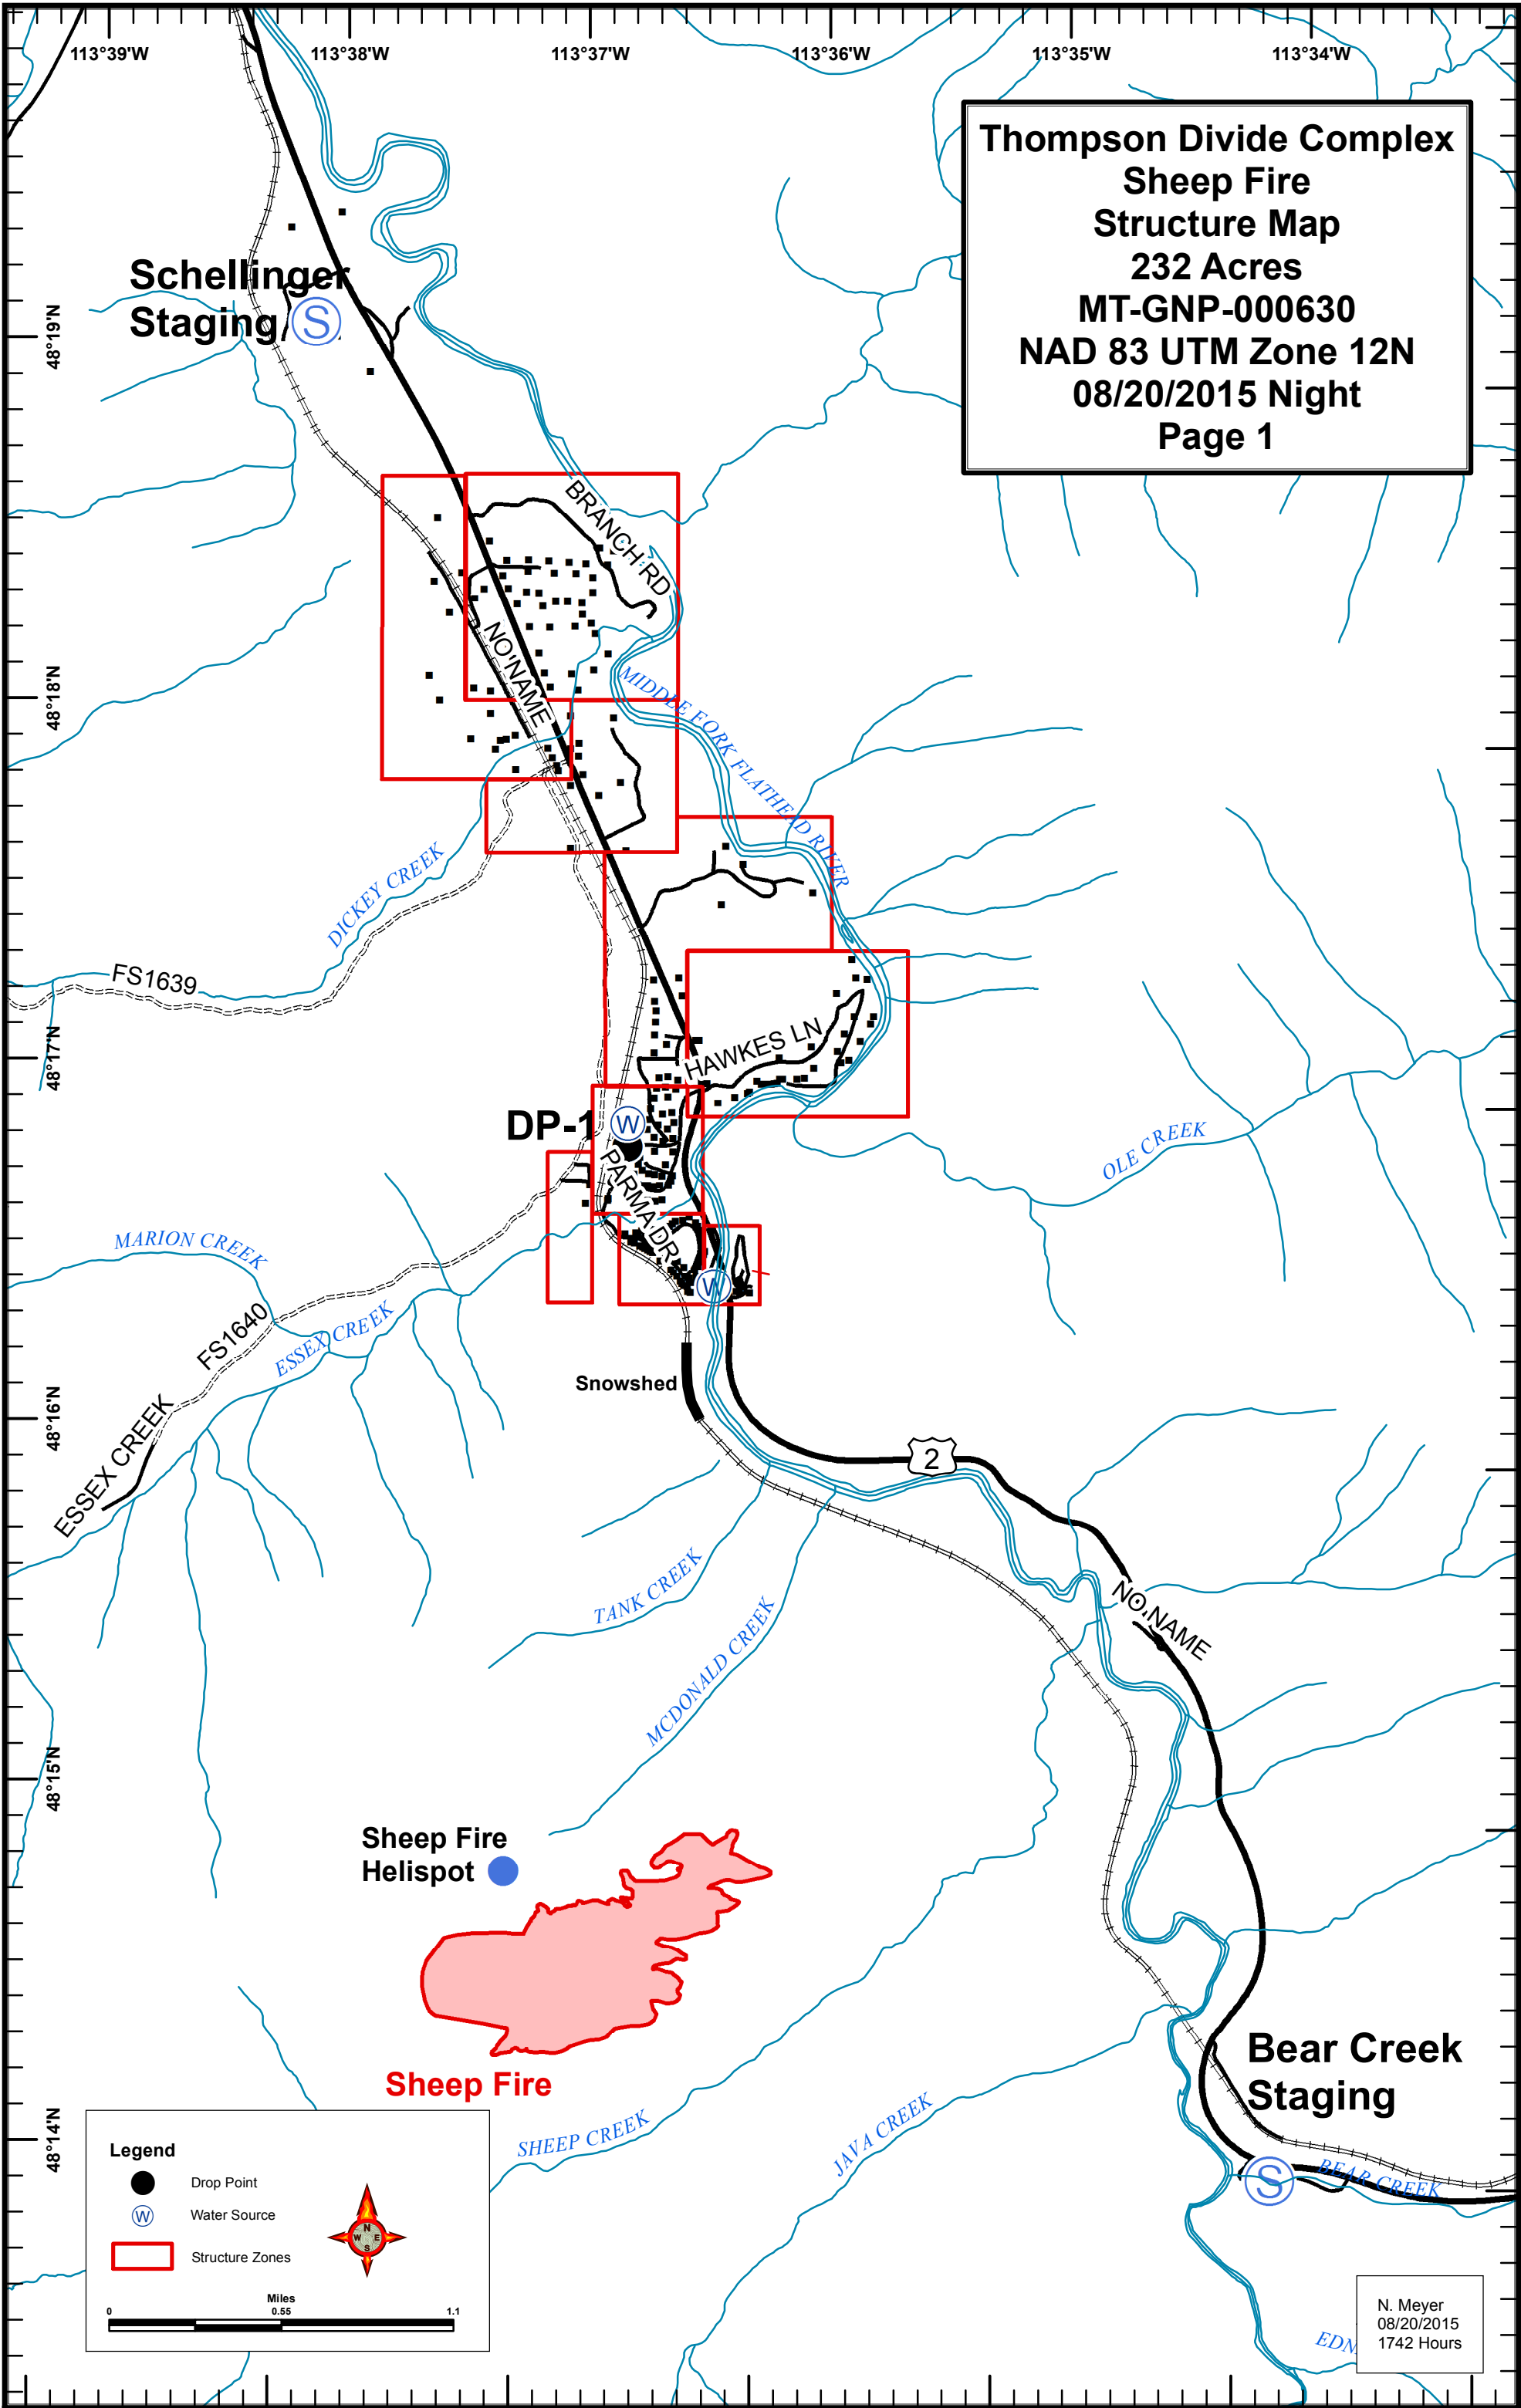 113°39'W
113°38'W
113°37'W
113°36'W
113°35'W
113°34'W
Thompson Divide Complex
Sheep Fire
Structure Map
232 Acres
MT-GNP-000630
NAD 83 UTM Zone 12N
08/20/2015 Night
Page 1
Schellinger
Staging
S
48°19'N
BRANCH RD
NO NAME
48°18'N
MIDDLE FORK FLATHEAD RIVER
DICKEY CREEK
FS1639
48°17'N
HAWKES LN
DP-1
W
PARMA DR
OLE CREEK
MARION CREEK
W
FS1640
ESSEX CREEK
Snowshed
48°16'N
ESSEX CREEK
2
TANK CREEK
NO NAME
MCDONALD CREEK
48°15'N
Sheep Fire
Helispot
Sheep Fire
Bear Creek
Staging
48°14'N
SHEEP CREEK
JAVA CREEK
S
BEAR CREEK
Legend
Drop Point
W
Water Source
Structure Zones
N
W
E
S
Miles
0
0.55
1.1
N. Meyer
08/20/2015
1742 Hours
EDN